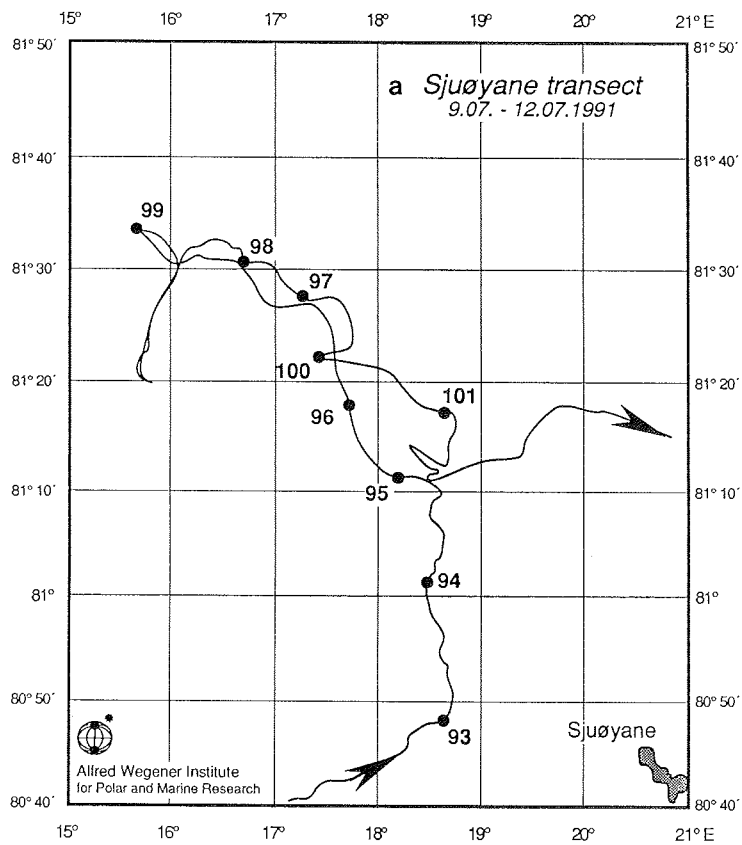 15° 16° 17° 18° 19° 20° 21° E
81° 50´ 81° 50´
a Sjuøyane transect
9.07. - 12.07.1991
81° 40´ 81° 40´
99
98
81° 30´ 81° 30´
97
100
81° 20´ 81° 20´
101
96
95
81° 10´ 81° 10´
94
81° 81°
80° 50´ 80° 50´
93
Sjuøyane
Alfred Wegener Institute
for Polar and Marine Research
80° 40´ 80° 40´
15° 16° 17° 18° 19° 20° 21° E